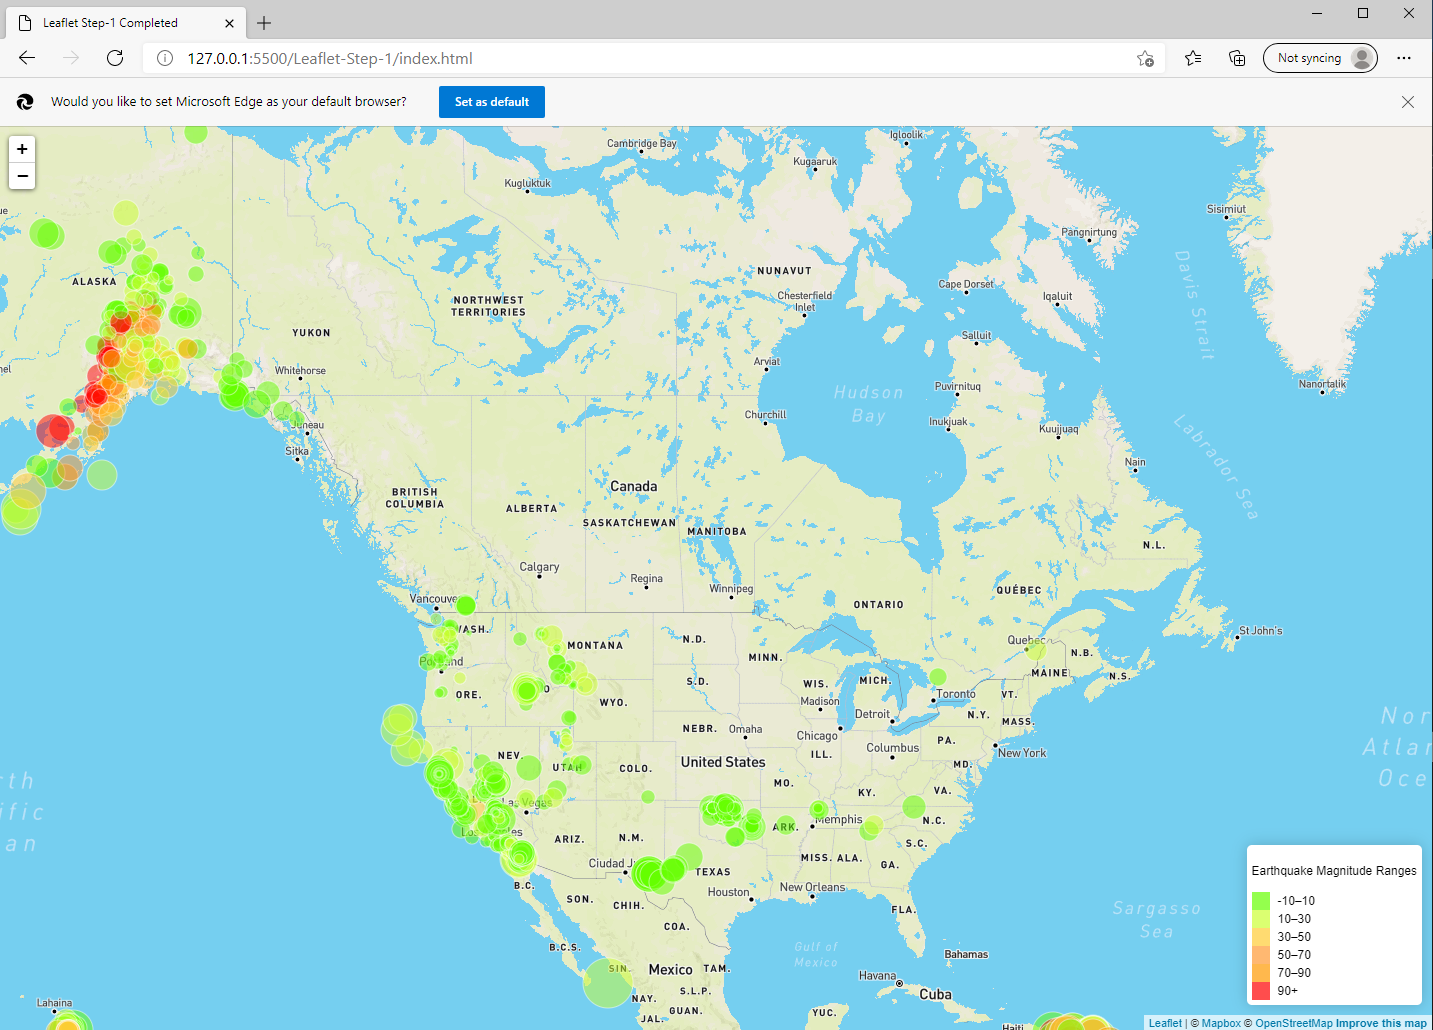 Leaflet Step-1 Completed
127.0.0.1:5500/Leaflet-Step-1/index.html
Not syncing
Would you like to set Microsoft Edge as your default browser?
Set as default
+
−
Igloolik
Cambridge Bay
Kugaaruk
Kugluktuk
Sisimiut
Pangnirtung
Davis Strait
NUNAVUT
ALASKA
Cape Dorset
Chesterfield
Inlet
Iqaluit
NORTHWEST
TERRITORIES
YUKON
Salluit
Arviat
Whitehorse
Nanortalik
Puvirnituq
Hudson
Bay
Churchill
Inukjuak
Kuujjuaq
Labrador Sea
Juneau
Sitka
Nain
Canada
BRITISH
COLUMBIA
ALBERTA
SASKATCHEWAN
MANITOBA
N.L.
Calgary
Regina
Winnipeg
QUÉBEC
Vancouve
ONTARIO
WASH.
St John's
N.D.
Quebec
MONTANA
N.B.
MINN.
MAINE
N.S.
S.D.
WIS.
MICH.
ORE.
Toronto
VT.
WYO.
Madison
Detroit
N.Y.
MASS.
NEBR.
Omaha
Chicago
PA.
New York
NEV.
Columbus
ILL.
United States
MD.
UTAH
COLO.
MO.
KY.
VA.
Las Vegas
Memphis
N.C.
ARK.
ARIZ.
N.M.
S.C.
MISS.
ALA.
GA.
Ciudad J
TEXAS
B.C.
Houston
New Orleans
SON.
CHIH.
FLA.
Sargasso
Sea
COA.
B.C.S.
Gulf of
Mexico
Bahamas
SIN.
Mexico
TAM.
Havana
Cuba
NAY.
S.L.P.
GUAN.
YUC.
JAL.
Lahaina
Haiti
Earthquake Magnitude Ranges
-10–10
10–30
30–50
50–70
70–90
90+
Leaflet | © Mapbox © OpenStreetMap Improve this map